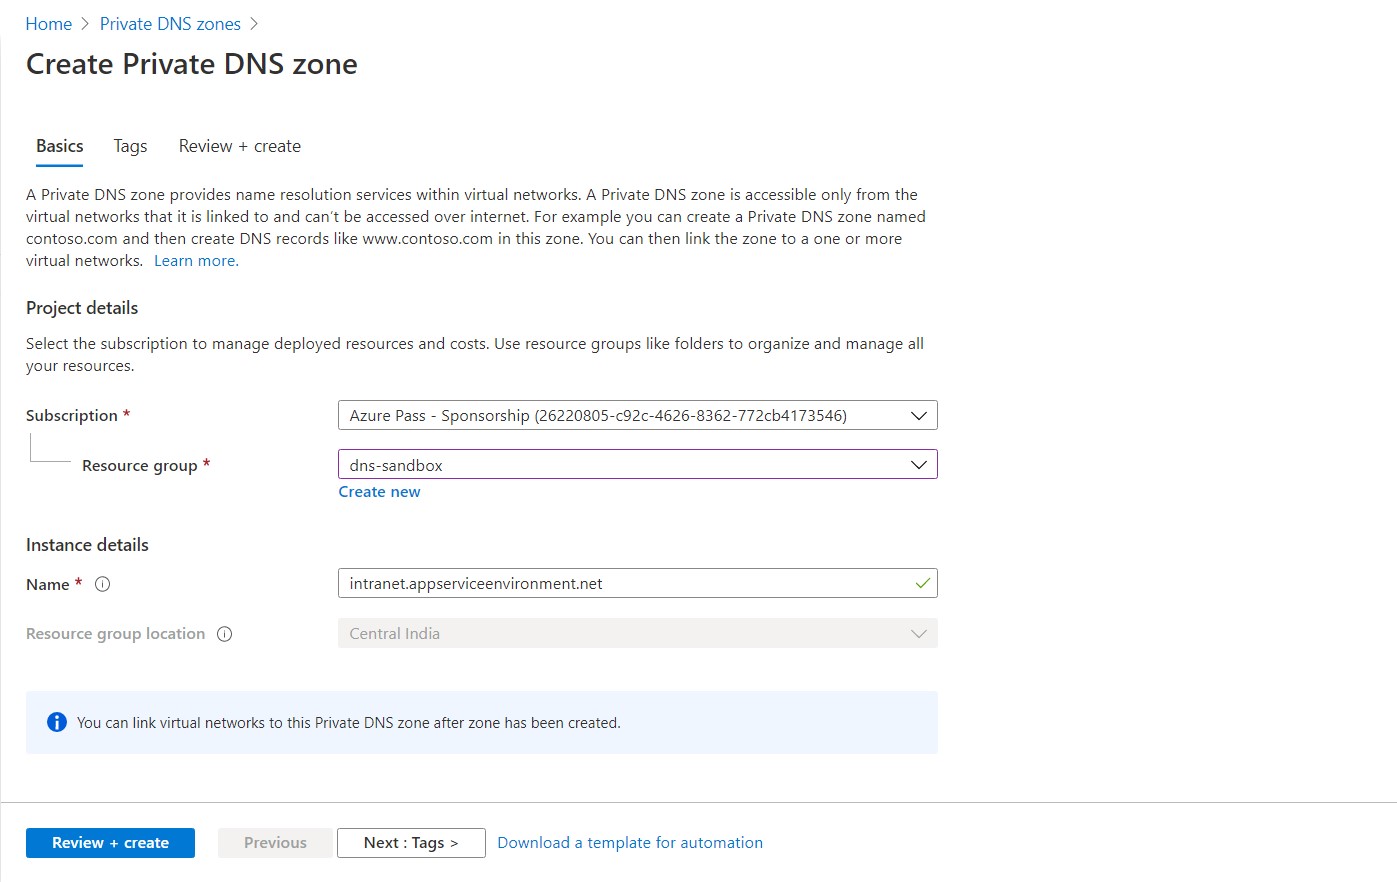 Home > Private DNS zones >
Create Private DNS zone
Basics Tags Review + create
A Private DNS zone provides name resolution services within virtual networks. A Private DNS zone is accessible only from the
virtual networks that it is linked to and can't be accessed over internet. For example you can create a Private DNS zone named
contoso.com and then create DNS records like www.contoso.com in this zone. You can then link the zone to a one or more
virtual networks. Learn more.
Project details
Select the subscription to manage deployed resources and costs. Use resource groups like folders to organize and manage all
your resources.
Subscription * Azure Pass - Sponsorship (26220805-c92c-4626-8362-772cb4173546)
Resource group * dns-sandbox
Create new
Instance details
Name * intranet.appserviceenvironment.net
Resource group location Central India
You can link virtual networks to this Private DNS zone after zone has been created.
Review + create Previous Next : Tags > Download a template for automation